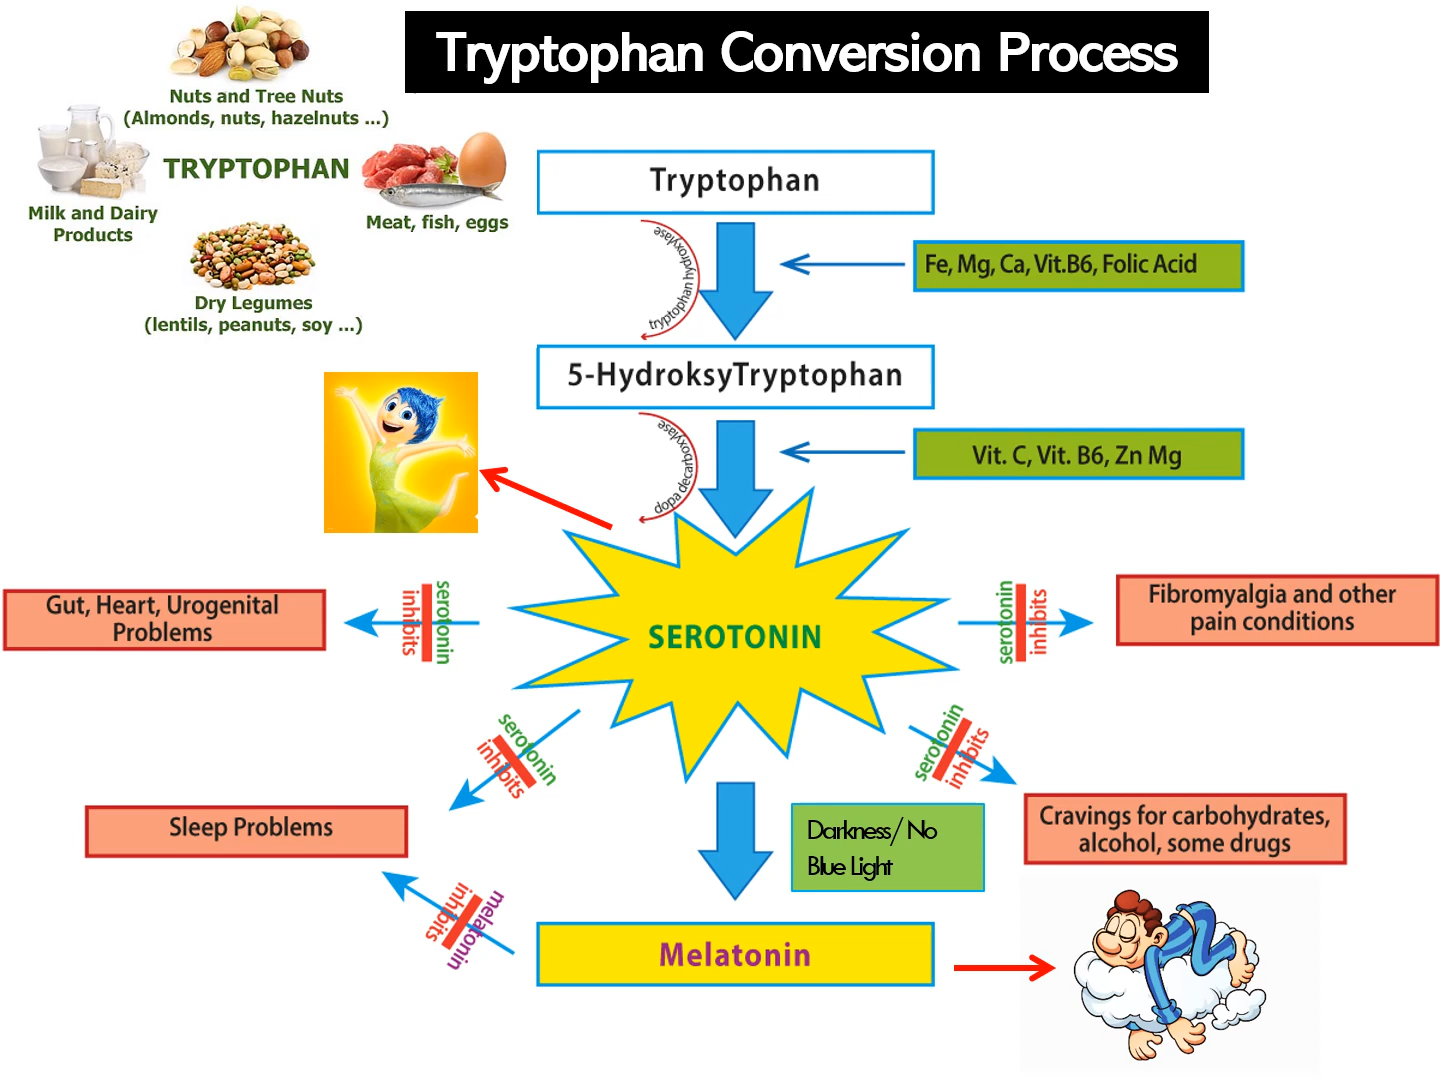 Tryptophan Conversion Process
Nuts and Tree Nuts
(Almonds, nuts, hazelnuts ...)
TRYPTOPHAN
Milk and Dairy
Products
Meat, fish, eggs
Dry Legumes
(lentils, peanuts, soy ...)
Tryptophan
tryptophan hydroxylase
Fe, Mg, Ca, Vit.B6, Folic Acid
5-HydroksyTryptophan
dopa decarboxylase
Vit. C, Vit. B6, Zn Mg
SEROTONIN
Gut, Heart, Urogenital
Problems
serotonin
inhibits
serotonin
inhibits
Fibromyalgia and other
pain conditions
serotonin
inhibits
Sleep Problems
serotonin
inhibits
Cravings for carbohydrates,
alcohol, some drugs
Darkness/ No
Blue Light
melatonin
inhibits
Melatonin